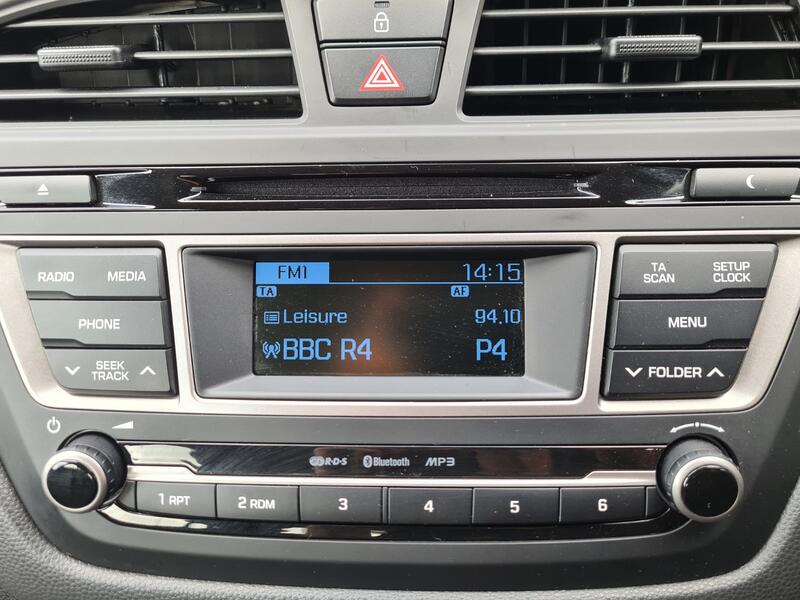 FM1 14:15
TA AF
Leisure 94.10
BBC R4 P4
RADIO MEDIA
PHONE
SEEK
TRACK
TA
SCAN
SETUP
CLOCK
MENU
FOLDER
R·D·S Bluetooth MP3
1 RPT 2 RDM 3 4 5 6